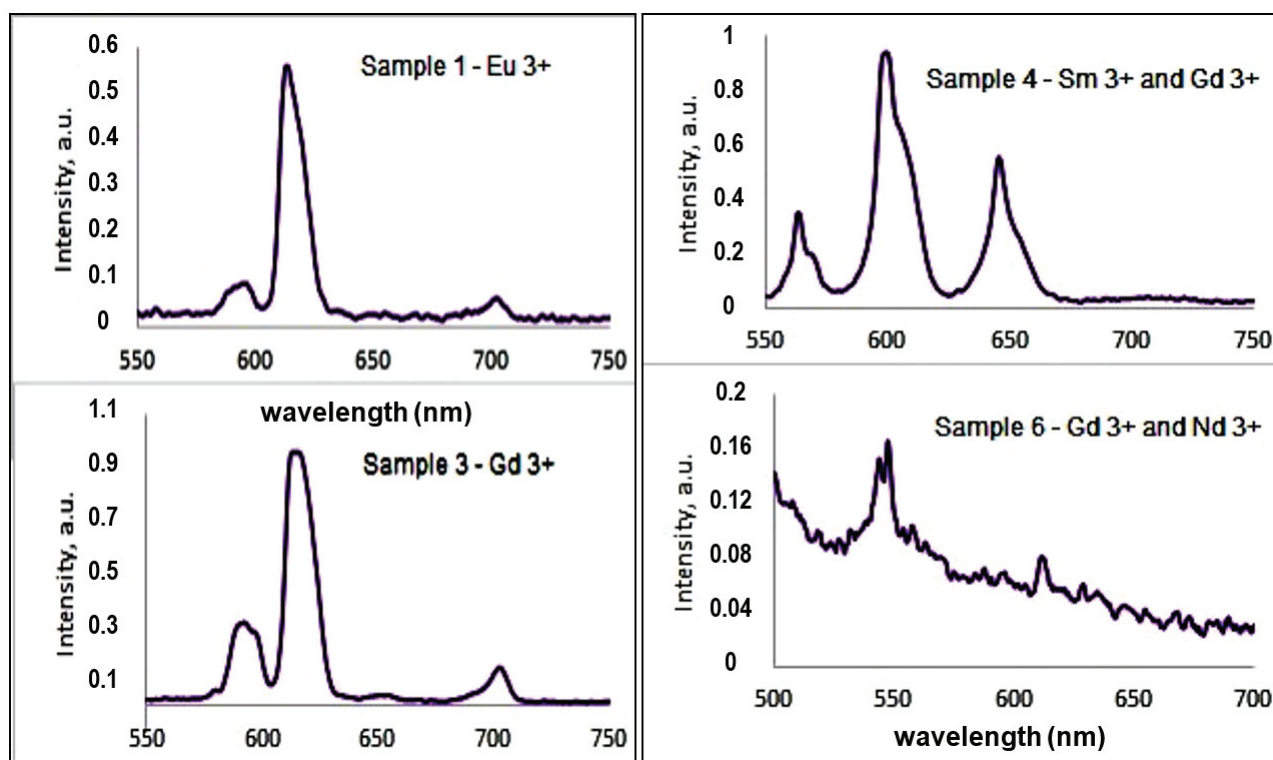 Sample 1 - Eu 3+
Intensity, a.u.
0.6
0.5
0.4
0.3
0.2
0.1
0
550 600 650 700 750
wavelength (nm)
Sample 3 - Gd 3+
Intensity, a.u.
1.1
0.9
0.7
0.5
0.3
0.1
550 600 650 700 750
Sample 4 - Sm 3+ and Gd 3+
Intensity, a.u.
1
0.8
0.6
0.4
0.2
0
550 600 650 700 750
Sample 6 - Gd 3+ and Nd 3+
Intensity, a.u.
0.2
0.16
0.12
0.08
0.04
0
500 550 600 650 700
wavelength (nm)